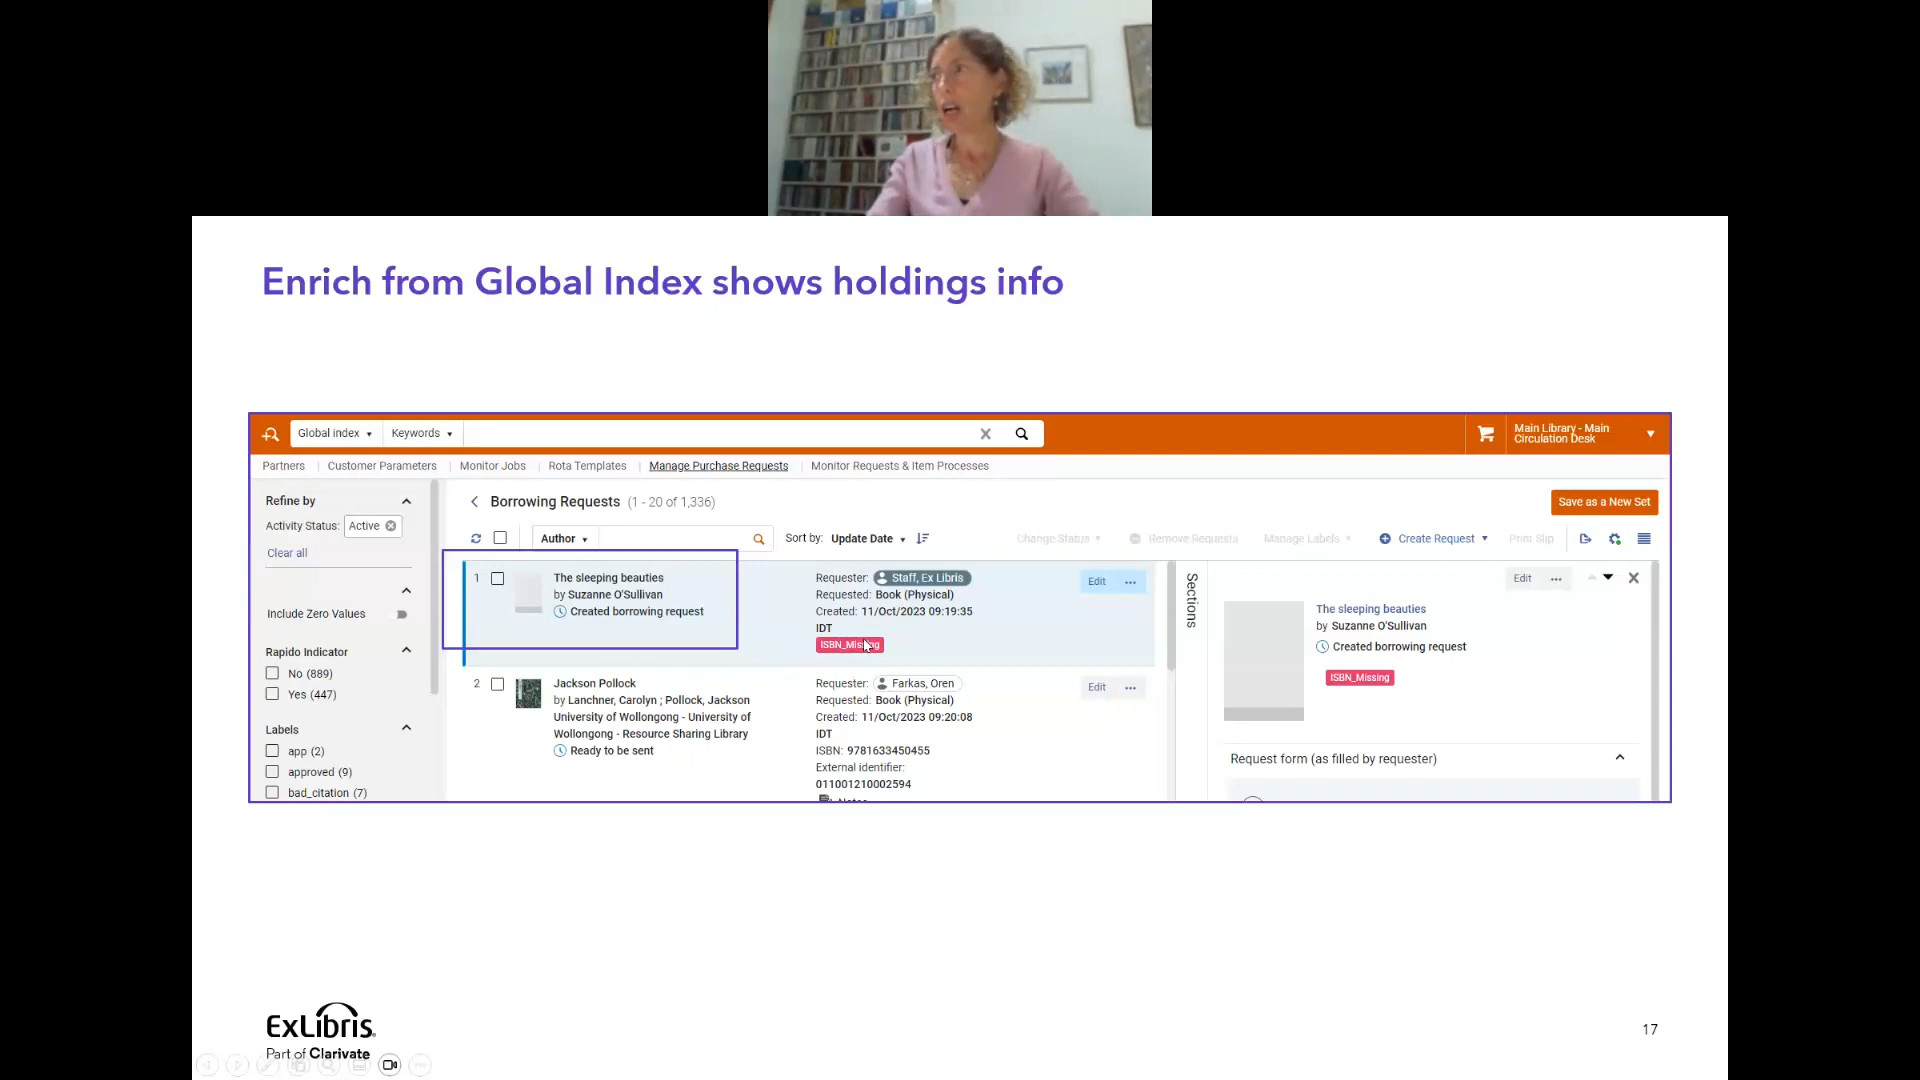 Enrich from Global Index shows holdings info
Global index Keywords
Main Library - Main
Circulation Desk
Partners Customer Parameters Monitor Jobs Rota Templates Manage Purchase Requests Monitor Requests & Item Processes
Refine by
Activity Status: Active
Clear all
Include Zero Values
Rapido Indicator
No (889)
Yes (447)
Labels
app (2)
approved (9)
bad_citation (7)
Borrowing Requests (1 - 20 of 1,336)
Save as a New Set
Author Sort by: Update Date Change Status Remove Requests Manage Labels Create Request Print Slip
1 The sleeping beauties
by Suzanne O'Sullivan
Created borrowing request
Requester: Staff, Ex Libris
Requested: Book (Physical)
Created: 11/Oct/2023 09:19:35
IDT
ISBN_Missing
Edit
2 Jackson Pollock
by Lanchner, Carolyn ; Pollock, Jackson
University of Wollongong - University of
Wollongong - Resource Sharing Library
Ready to be sent
Requester: Farkas, Oren
Requested: Book (Physical)
Created: 11/Oct/2023 09:20:08
IDT
ISBN: 9781633450455
External identifier:
011001210002594
Edit
Sections
Edit
The sleeping beauties
by Suzanne O'Sullivan
Created borrowing request
ISBN_Missing
Request form (as filled by requester)
ExLibris
Part of Clarivate
17